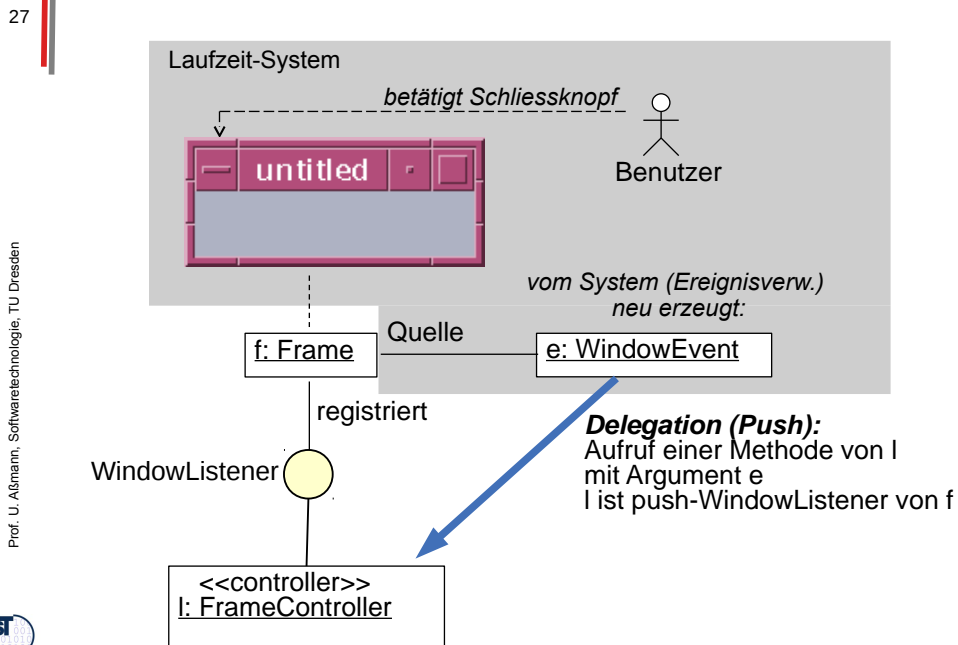 27
Laufzeit-System
betätigt Schliessknopf
untitled
Benutzer
vom System (Ereignisverw.)
neu erzeugt:
Quelle
f: Frame
e: WindowEvent
registriert
Delegation (Push):
Aufruf einer Methode von l
mit Argument e
l ist push-WindowListener von f
WindowListener
<<controller>>
l: FrameController
Prof. U. Aßmann, Softwaretechnologie, TU Dresden
ST